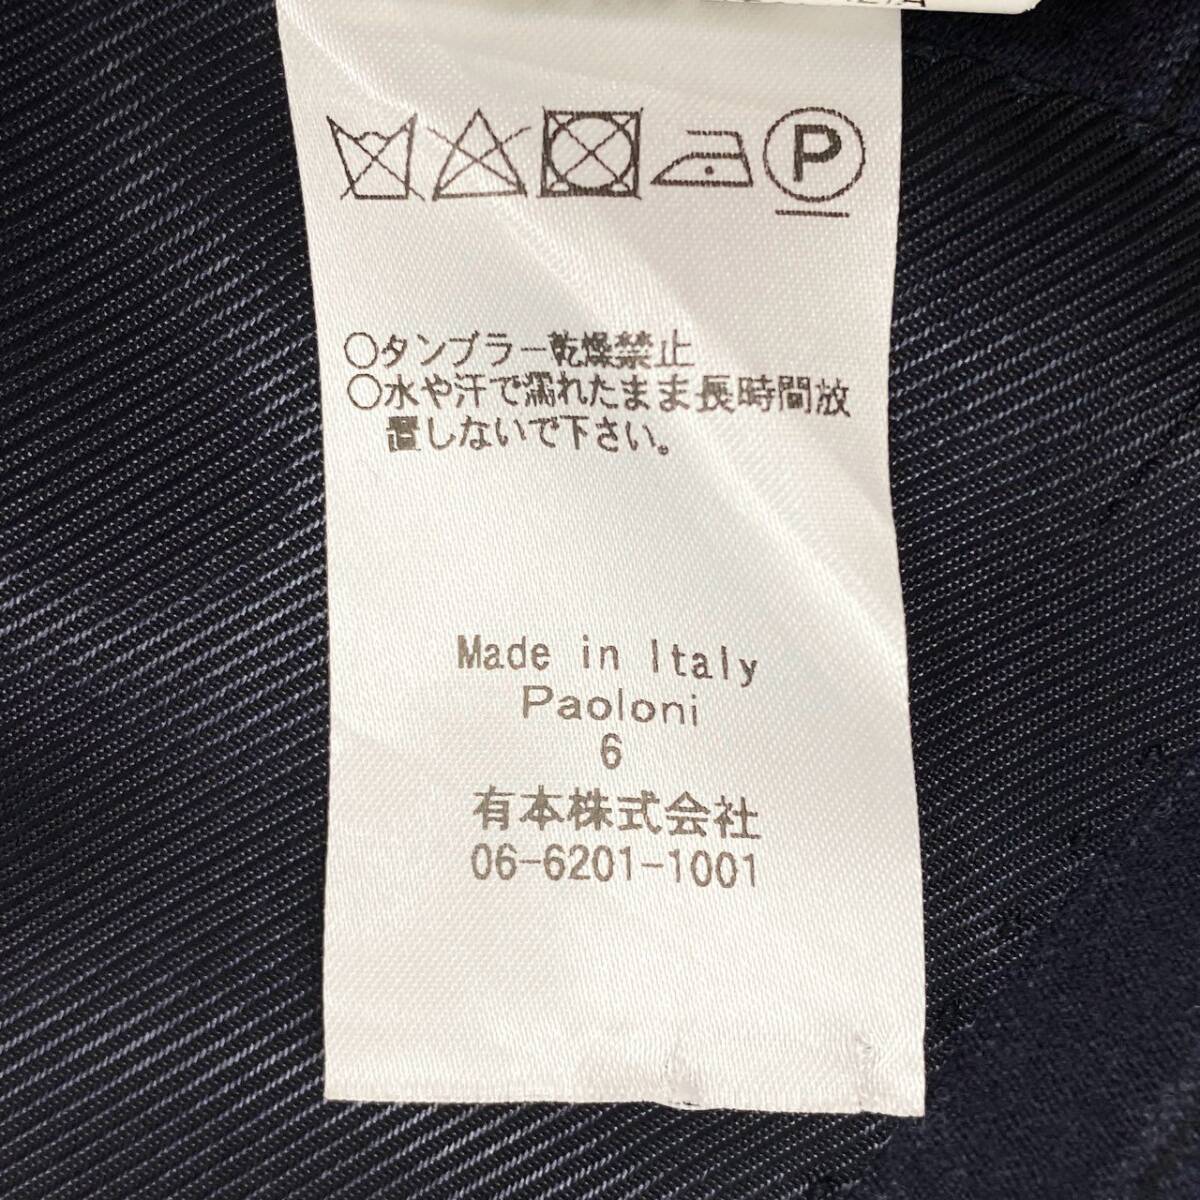 P
○タンブラー乾燥禁止
○水や汗で濡れたまま長時間放
置しないで下さい。
Made in Italy
Paoloni
6
有本株式会社
06-6201-1001